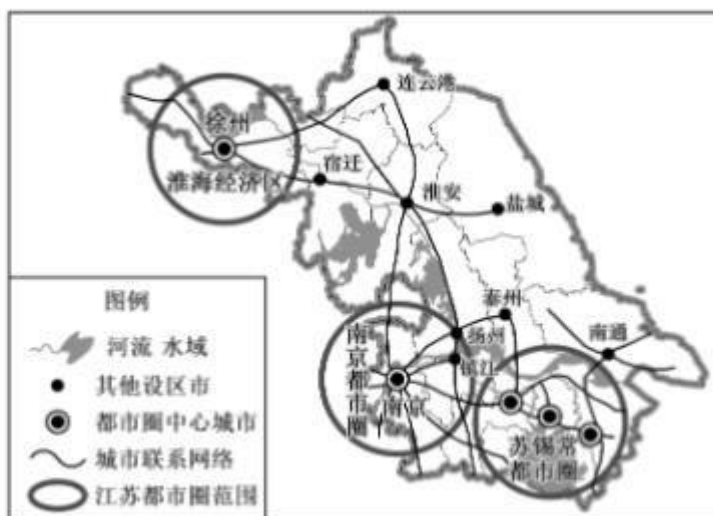 连云港
徐州
淮海经济区
宿迁
淮安
盐城
泰州
南通
扬州
镇江
南京都市圈
南京
苏锡常
都市圈
图例
河流 水域
其他设区市
都市圈中心城市
城市联系网络
江苏都市圈范围